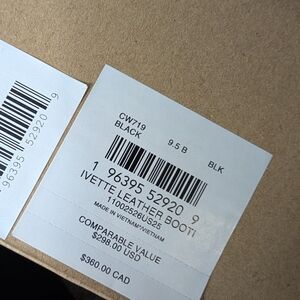 CW719 9.5 B BLK
BLACK
1 96395 52920 9
IVETTE LEATHER BOOTI
11002526US25
MADE IN VIETNAM?/VIETNAM
COMPARABLE VALUE
$298.00 USD
$360.00 CAD
96395 52920 9